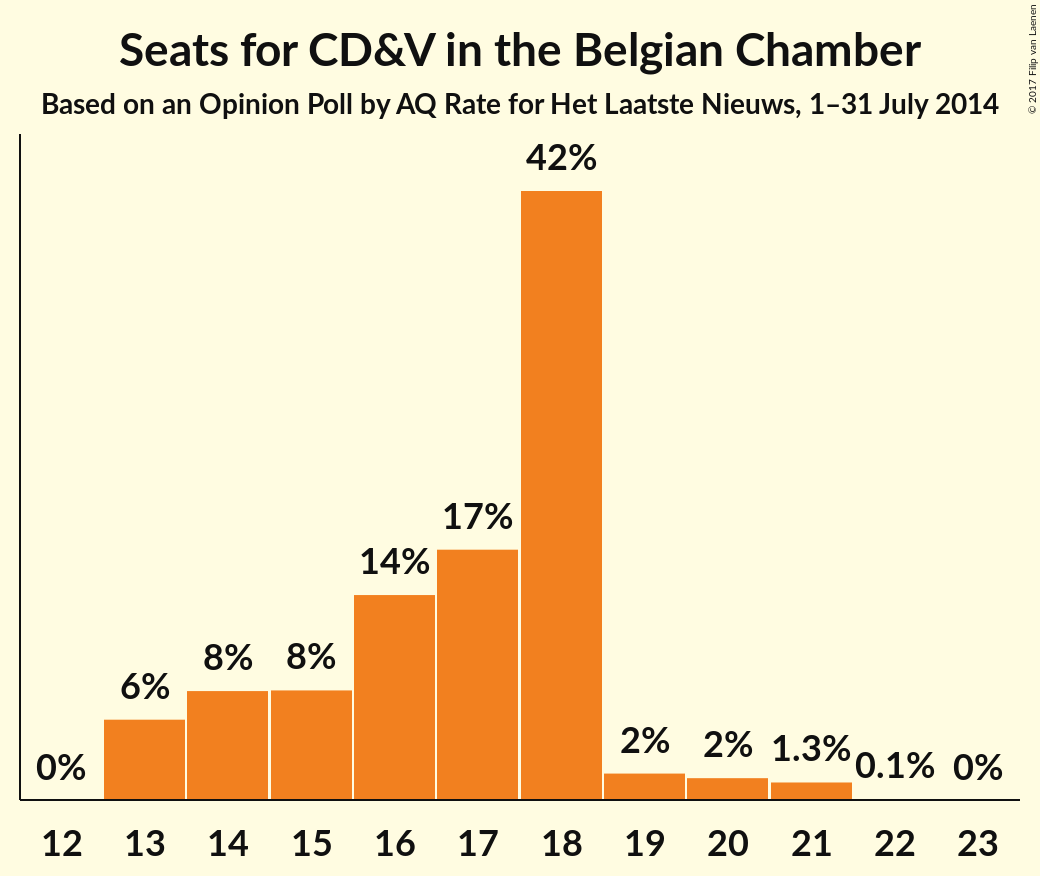 Seats for CD&V in the Belgian Chamber
Based on an Opinion Poll by AQ Rate for Het Laatste Nieuws, 1–31 July 2014
© 2017 Filip van Laenen
0% 6% 8% 8% 14% 17% 42% 2% 2% 1.3% 0.1% 0%
12 13 14 15 16 17 18 19 20 21 22 23